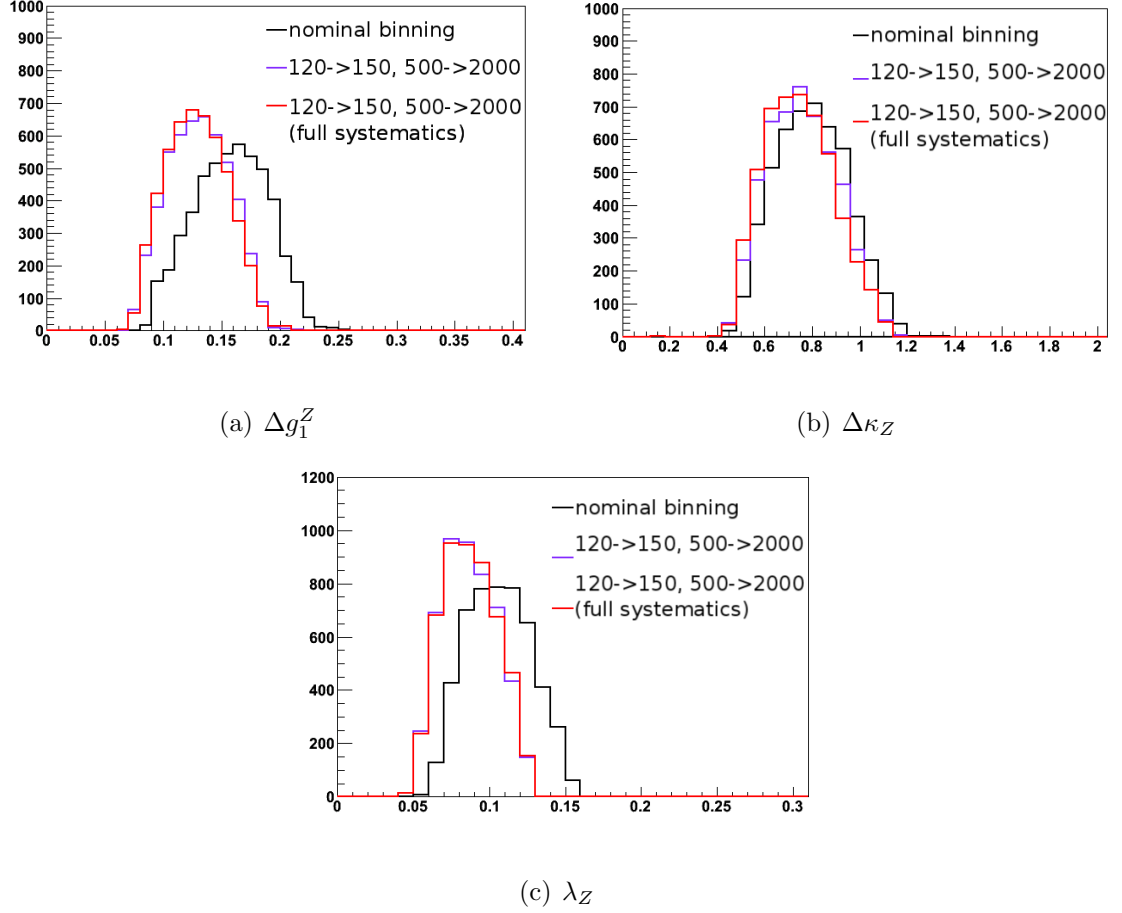 1000
900
800
700
600
500
400
300
200
100
0
0 0.05 0.1 0.15 0.2 0.25 0.3 0.35 0.4
nominal binning
120->150, 500->2000
120->150, 500->2000
(full systematics)
(a) Δg₁ᶻ
1000
900
800
700
600
500
400
300
200
100
0
0 0.2 0.4 0.6 0.8 1 1.2 1.4 1.6 1.8 2
nominal binning
120->150, 500->2000
120->150, 500->2000
(full systematics)
(b) Δκ_Z
1200
1000
800
600
400
200
0
0 0.05 0.1 0.15 0.2 0.25 0.3
nominal binning
120->150, 500->2000
120->150, 500->2000
(full systematics)
(c) λ_Z